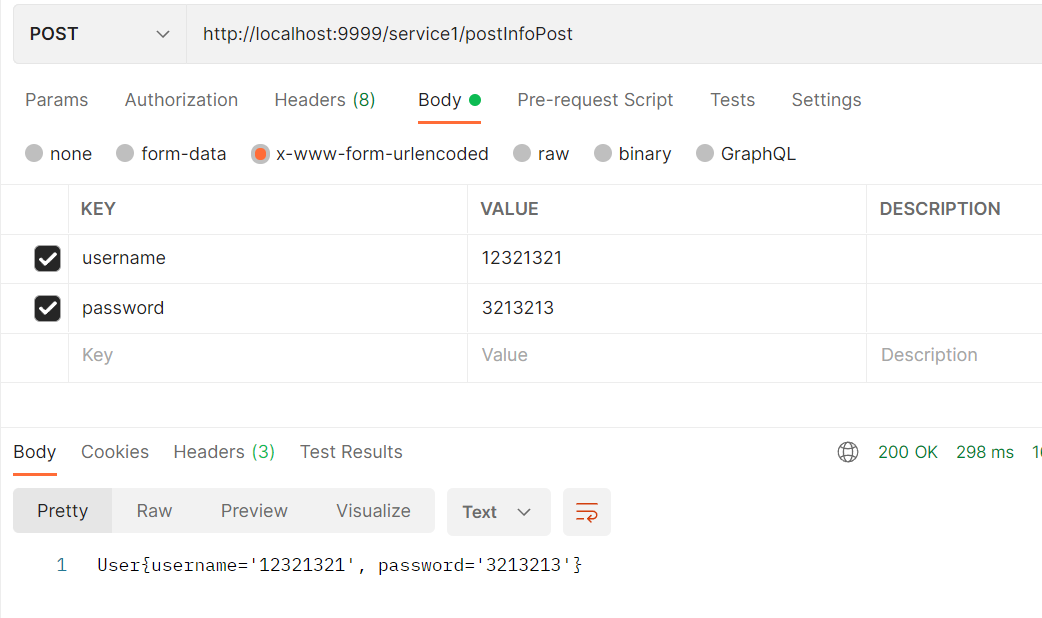 POST http://localhost:9999/service1/postInfoPost
Params Authorization Headers (8) Body Pre-request Script Tests Settings
none form-data x-www-form-urlencoded raw binary GraphQL
KEY VALUE DESCRIPTION
username 12321321
password 3213213
Key Value Description
Body Cookies Headers (3) Test Results 200 OK 298 ms
Pretty Raw Preview Visualize Text
1 User{username='12321321', password='3213213'}